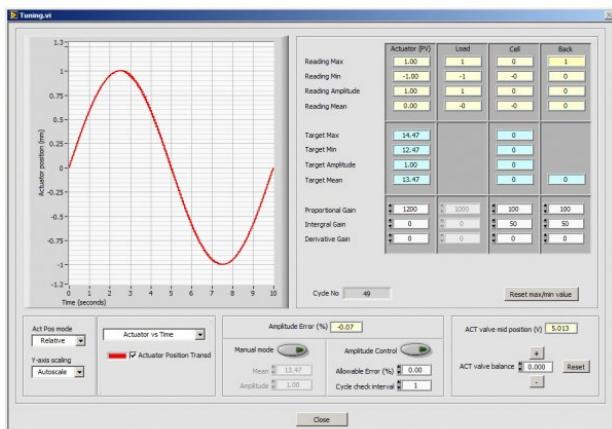 Tuning.vi
Actuator position (mm)
1.3
1
0.75
0.5
0.25
0
-0.25
-0.5
-0.75
-1
-1.2
0 1 2 3 4 5 6 7 8 9 10
Time (seconds)
Actuator (PV) Load Cell Back
Reading Max 1.00 1 0 1
Reading Min -1.00 -1 -0 0
Reading Amplitude 1.00 1 0 0
Reading Mean 0.00 -0 -0 0
Target Max 14.47 0
Target Min 12.47 0
Target Amplitude 1.00 0
Target Mean 13.47 0 0
Proportional Gain 1200 1000 100 100
Intergral Gain 0 0 50 50
Derivative Gain 0 0 0 0
Cycle No 49 Reset max/min value
Act Pos mode
Relative
Y-axis scaling
Autoscale
Actuator vs Time
Actuator Position Transd
Amplitude Error (%) -0.07
Manual mode
Mean 13.47
Amplitude 1.00
Amplitude Control
Allowable Error (%) 0.00
Cycle check interval 1
ACT valve mid position (V) 5.013
+
ACT valve balance 0.000 Reset
-
Close